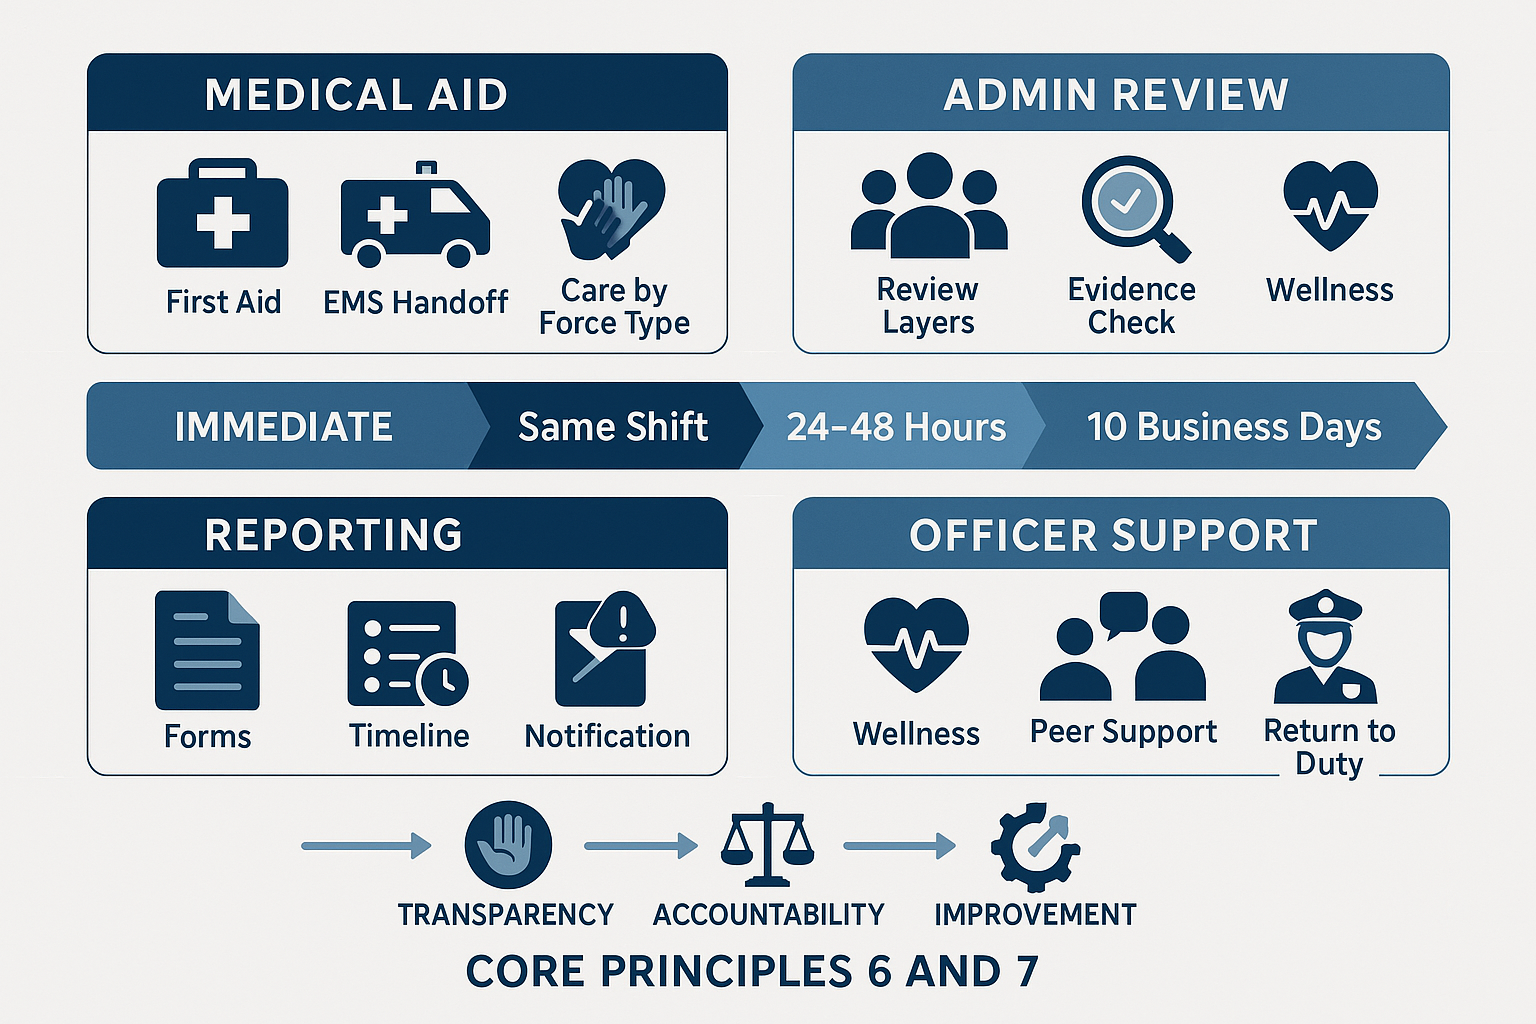 MEDICAL AID
First Aid
EMS Handoff
Care by
Force Type
ADMIN REVIEW
Review
Layers
Evidence
Check
Wellness
IMMEDIATE
Same Shift
24–48 Hours
10 Business Days
REPORTING
Forms
Timeline
Notification
OFFICER SUPPORT
Wellness
Peer Support
Return to
Duty
TRANSPARENCY
ACCOUNTABILITY
IMPROVEMENT
CORE PRINCIPLES 6 AND 7